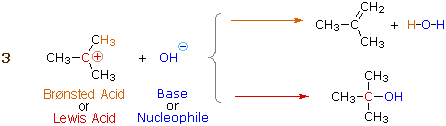 CH₂
CH₃—C
CH₃ + H-O-H
3 CH₃ CH₃—C⊕ CH₃ + OH⊖
CH₃
CH₃—C—OH
CH₃
Brønsted Acid Base
or or
Lewis Acid Nucleophile